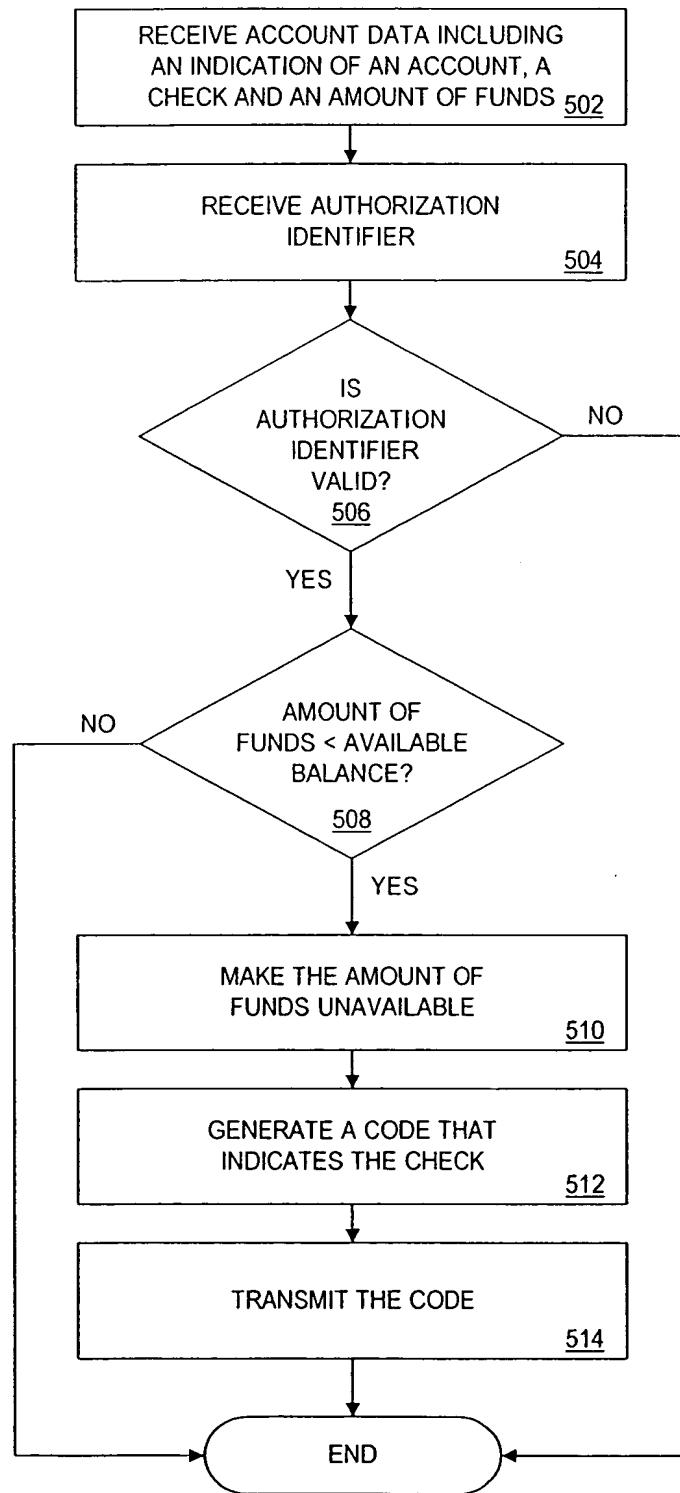 RECEIVE ACCOUNT DATA INCLUDING
AN INDICATION OF AN ACCOUNT, A
CHECK AND AN AMOUNT OF FUNDS 502
RECEIVE AUTHORIZATION
IDENTIFIER
504
IS
AUTHORIZATION
IDENTIFIER
VALID?
506
NO
YES
AMOUNT OF
FUNDS < AVAILABLE
BALANCE?
508
NO
YES
MAKE THE AMOUNT OF
FUNDS UNAVAILABLE
510
GENERATE A CODE THAT
INDICATES THE CHECK
512
TRANSMIT THE CODE
514
END